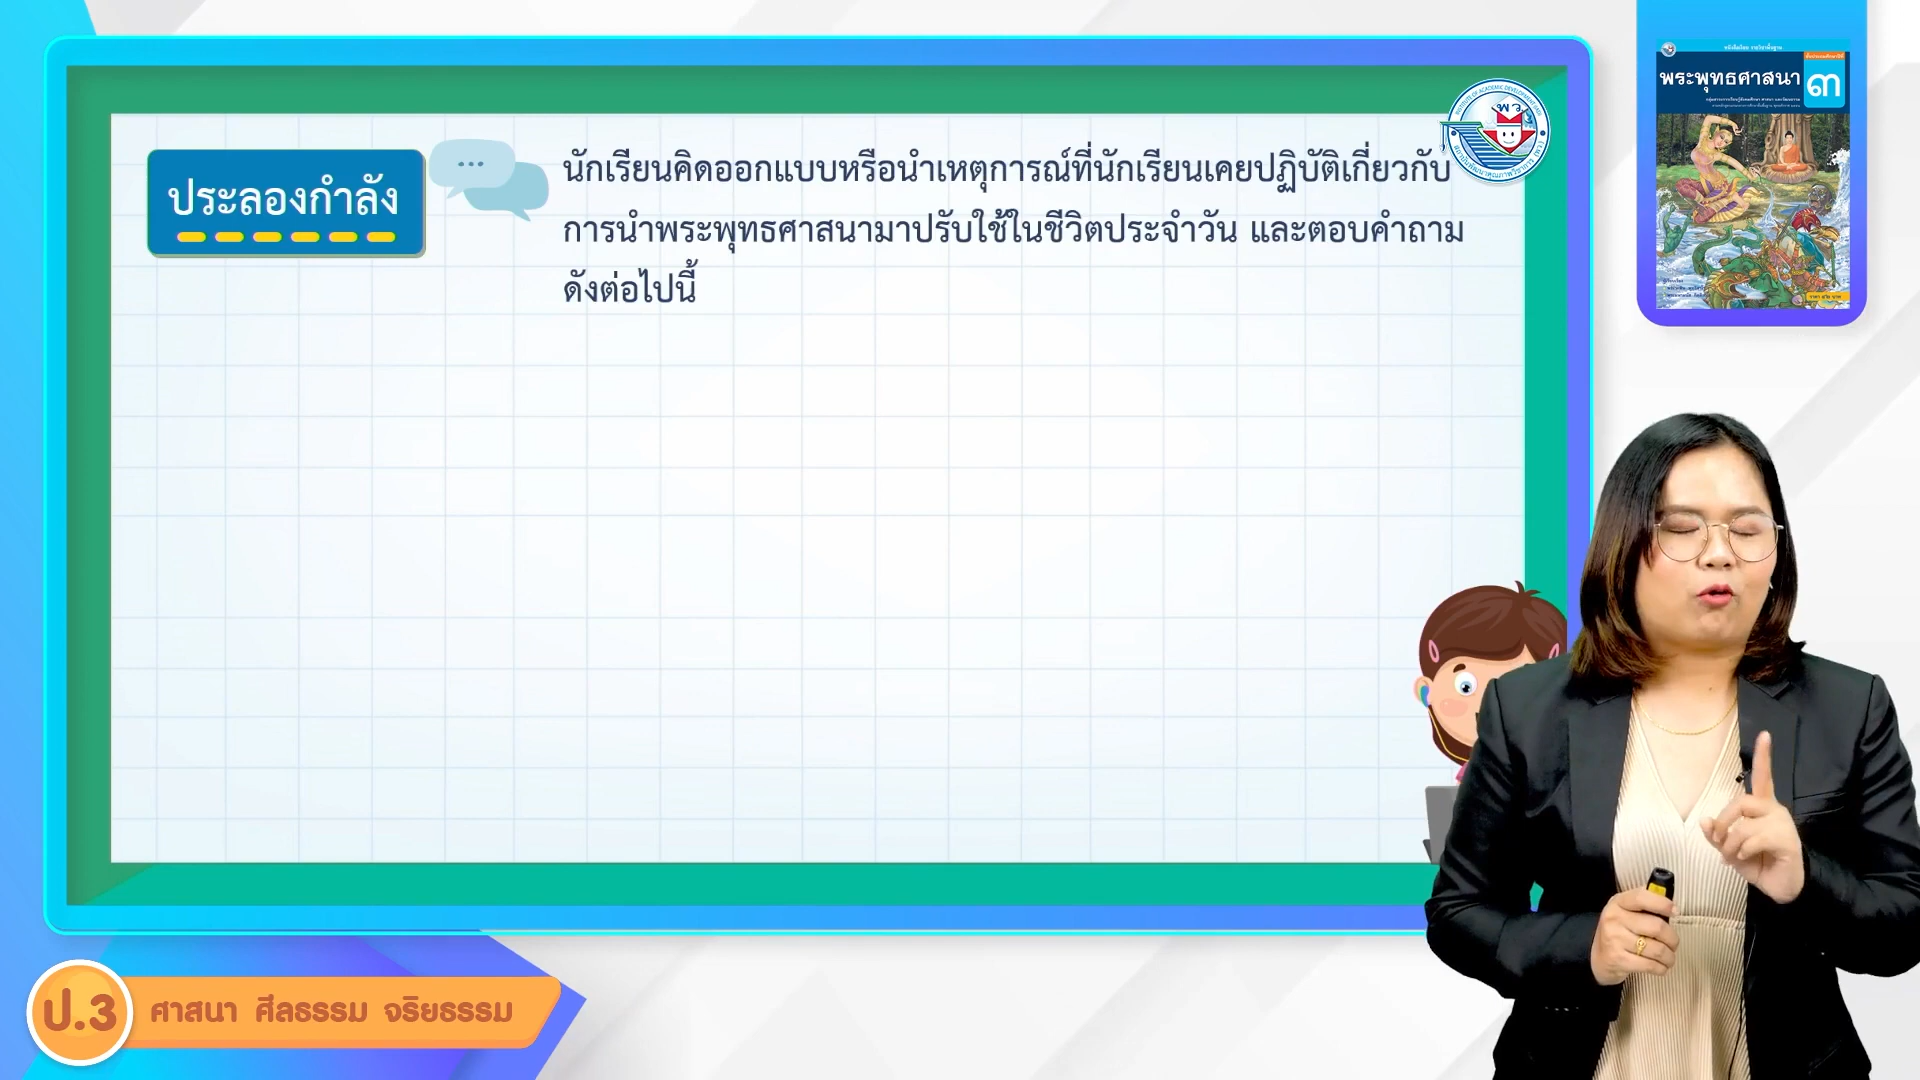 ประลองกำลัง
นักเรียนคิดออกแบบหรือนำเหตุการณ์ที่นักเรียนเคยปฏิบัติเกี่ยวกับ
การนำพระพุทธศาสนามาปรับใช้ในชีวิตประจำวัน และตอบคำถาม
ดังต่อไปนี้
พว
พระพุทธศาสนา
๓
ป.3
ศาสนา ศีลธรรม จริยธรรม